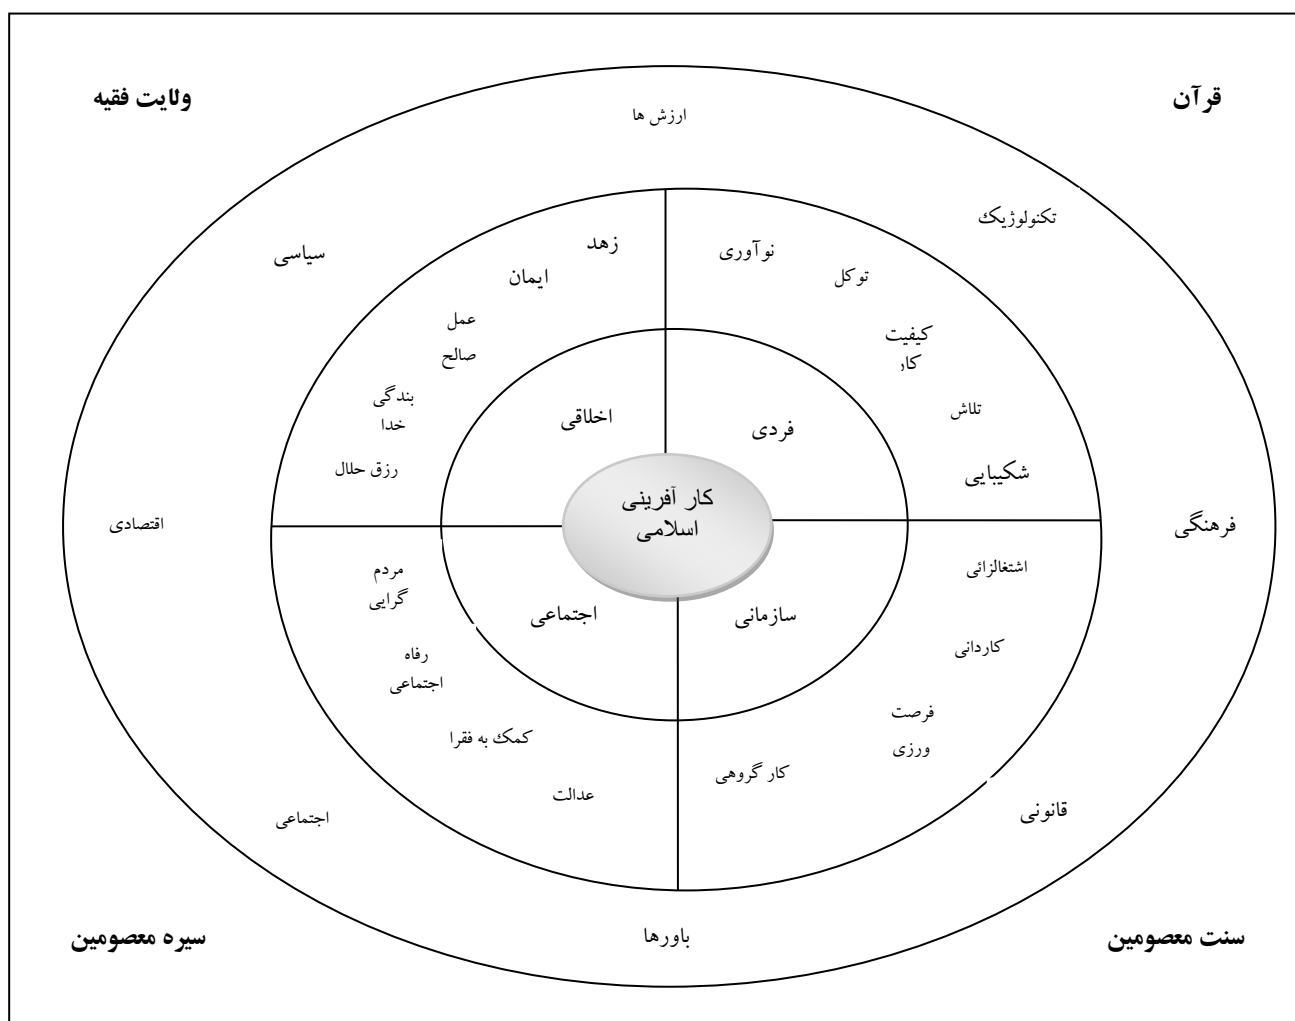 قرآن
ولایت فقیه
ارزش ها
تکنولوژیک
سیاسی
نوآوری
زهد
توکل
ایمان
عمل
صالح
کیفیت
کار
بندگی
خدا
تلاش
اخلاقی
فردی
رزق حلال
شکیبایی
کار آفرینی
اسلامی
فرهنگی
اقتصادی
اشتغالزائی
مردم
گرایی
سازمانی
اجتماعی
کاردانی
رفاه
اجتماعی
فرصت
ورزی
کمک به فقرا
کار گروهی
عدالت
قانونی
اجتماعی
باورها
سنت معصومین
سیره معصومین